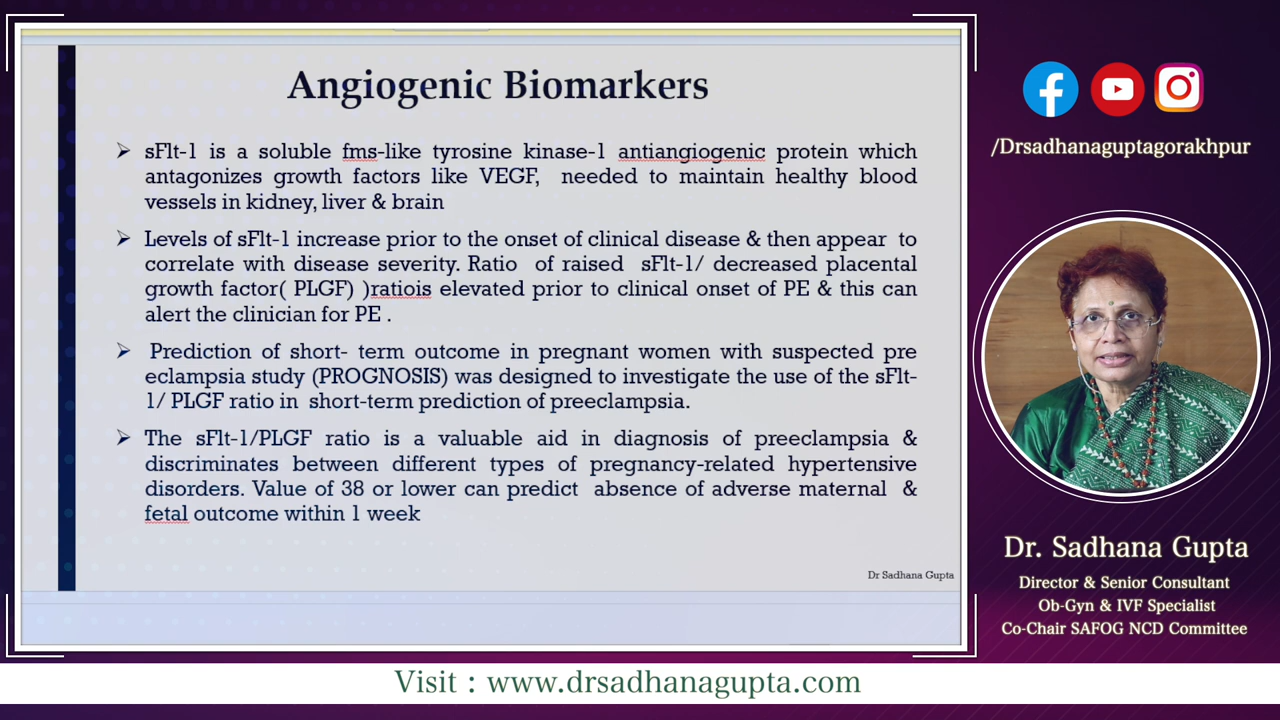 Angiogenic Biomarkers
➢ sFlt-1 is a soluble fms-like tyrosine kinase-1 antiangiogenic protein which
antagonizes growth factors like VEGF, needed to maintain healthy blood
vessels in kidney, liver & brain
➢ Levels of sFlt-1 increase prior to the onset of clinical disease & then appear to
correlate with disease severity. Ratio of raised sFlt-1/ decreased placental
growth factor( PLGF) )ratiois elevated prior to clinical onset of PE & this can
alert the clinician for PE .
➢ Prediction of short- term outcome in pregnant women with suspected pre
eclampsia study (PROGNOSIS) was designed to investigate the use of the sFlt-
1/ PLGF ratio in short-term prediction of preeclampsia.
➢ The sFlt-1/PLGF ratio is a valuable aid in diagnosis of preeclampsia &
discriminates between different types of pregnancy-related hypertensive
disorders. Value of 38 or lower can predict absence of adverse maternal &
fetal outcome within 1 week
Dr Sadhana Gupta
/Drsadhanaguptagorakhpur
Dr. Sadhana Gupta
Director & Senior Consultant
Ob-Gyn & IVF Specialist
Co-Chair SAFOG NCD Committee
Visit : www.drsadhanagupta.com